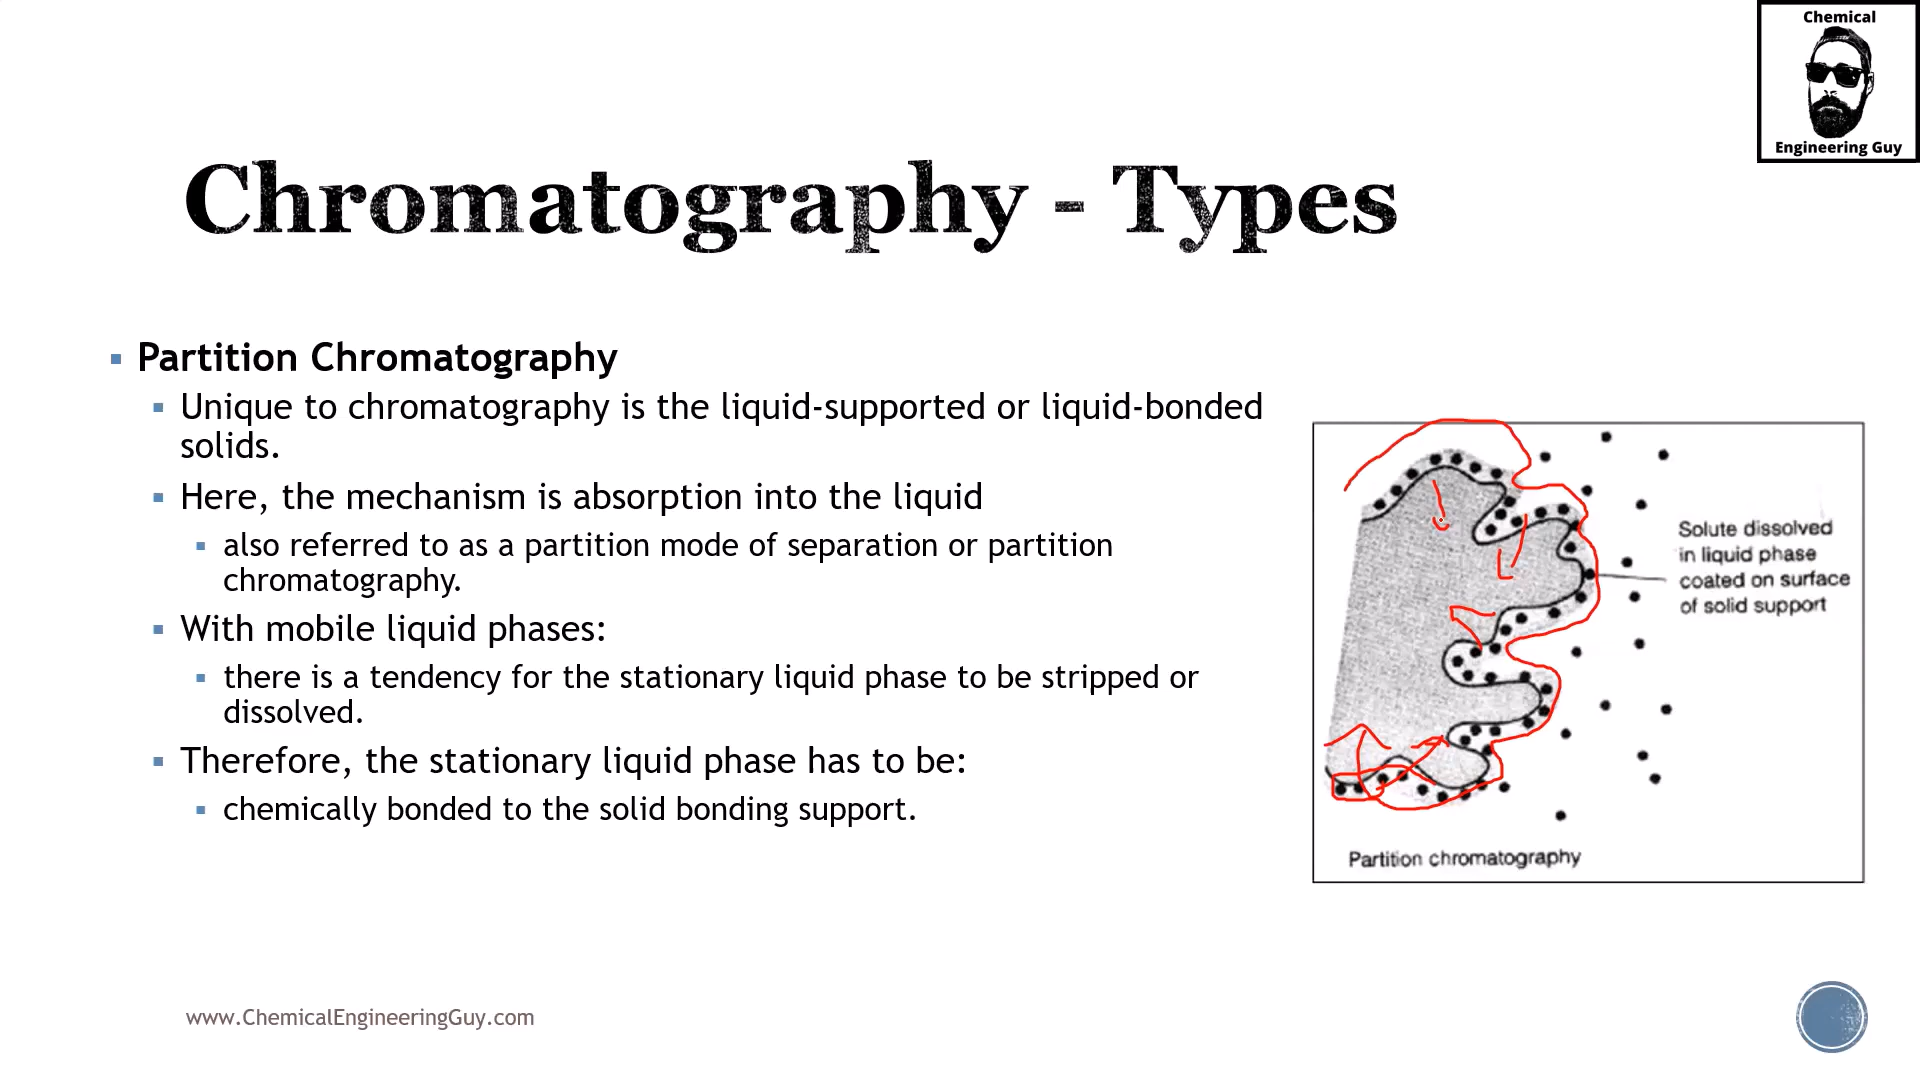 Chemical
Engineering Guy
Chromatography - Types
Partition Chromatography
Unique to chromatography is the liquid-supported or liquid-bonded
solids.
Here, the mechanism is absorption into the liquid
also referred to as a partition mode of separation or partition
chromatography.
With mobile liquid phases:
there is a tendency for the stationary liquid phase to be stripped or
dissolved.
Therefore, the stationary liquid phase has to be:
chemically bonded to the solid bonding support.
Solute dissolved
in liquid phase
coated on surface
of solid support
Partition chromatography
www.ChemicalEngineeringGuy.com